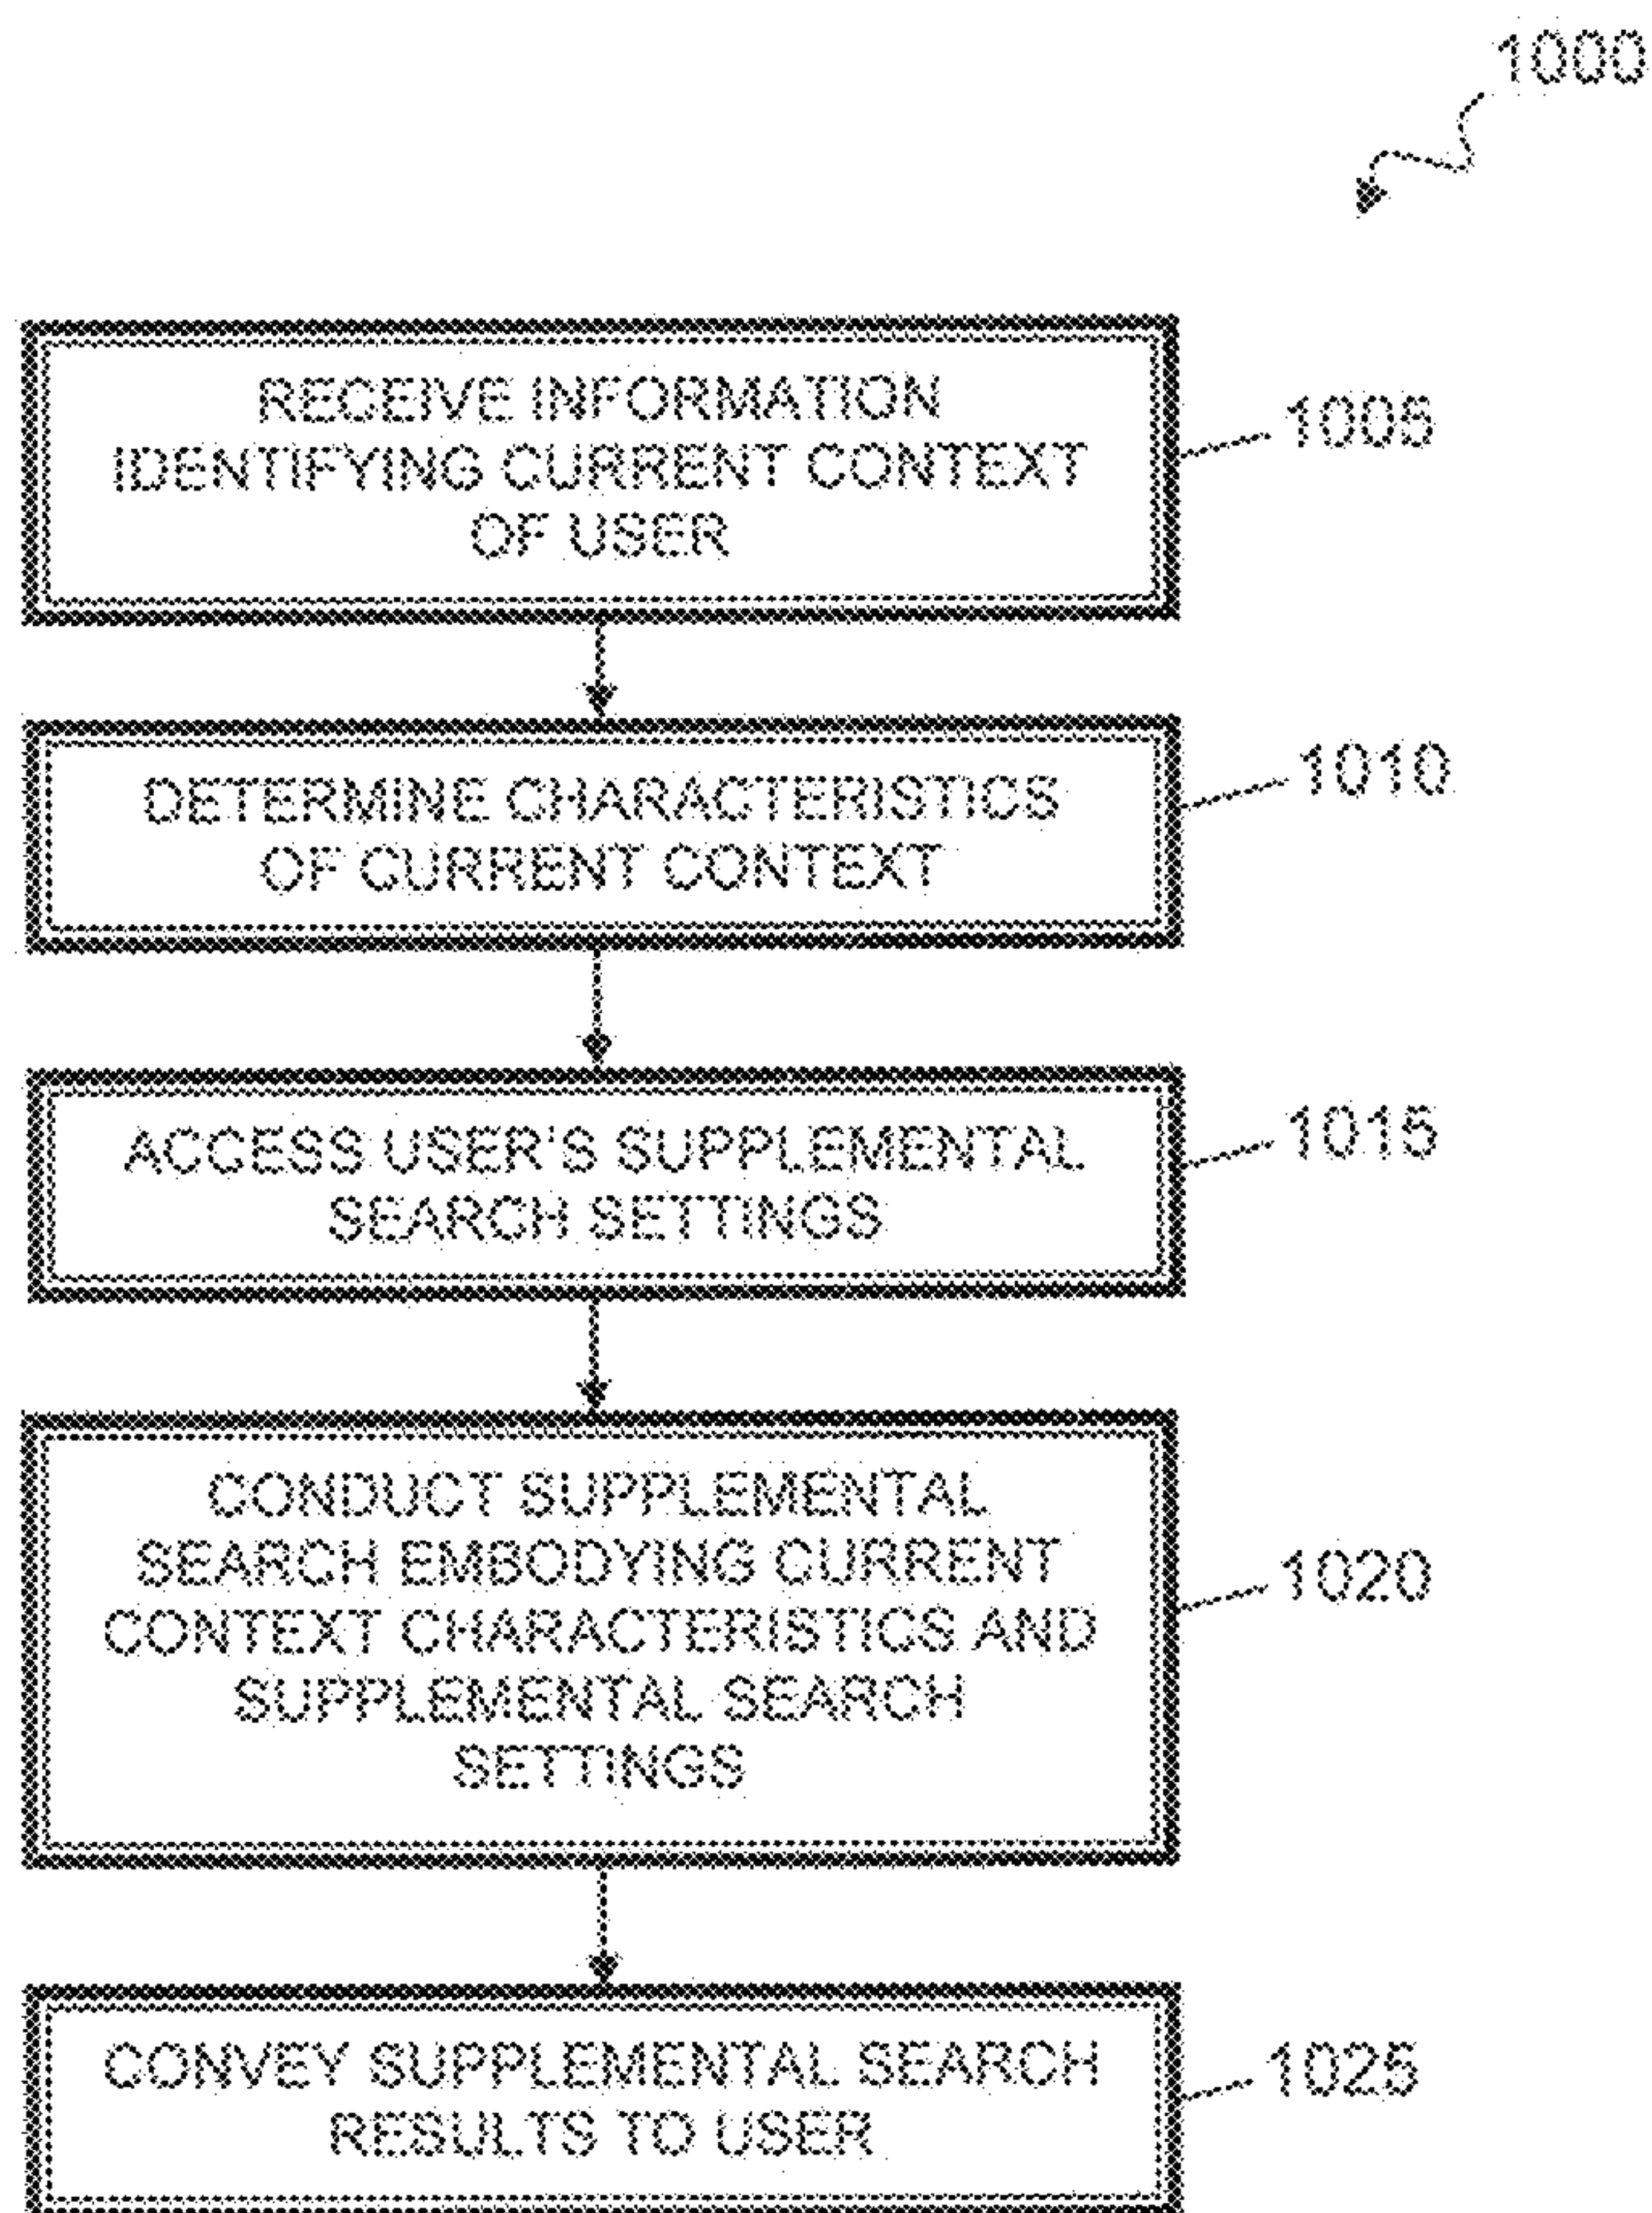 1000
RECEIVE INFORMATION
IDENTIFYING CURRENT CONTEXT
OF USER
1005
DETERMINE CHARACTERISTICS
OF CURRENT CONTEXT
1010
ACCESS USER'S SUPPLEMENTAL
SEARCH SETTINGS
1015
CONDUCT SUPPLEMENTAL
SEARCH EMBODYING CURRENT
CONTEXT CHARACTERISTICS AND
SUPPLEMENTAL SEARCH
SETTINGS
1020
CONVEY SUPPLEMENTAL SEARCH
RESULTS TO USER
1025